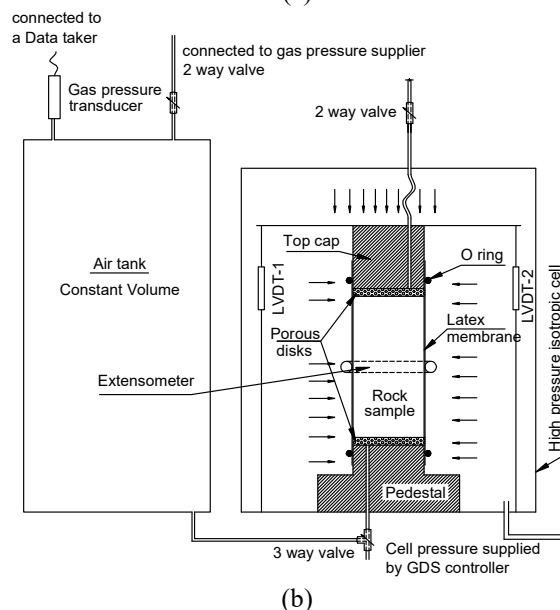 connected to
a Data taker
connected to gas pressure supplier
2 way valve
Gas pressure
transducer
2 way valve
Air tank
Constant Volume
LVDT-1
Top cap
O ring
LVDT-2
Porous
disks
Latex
membrane
Extensometer
Rock
sample
High pressure isotropic cell
Pedestal
3 way valve
Cell pressure supplied
by GDS controller
(b)